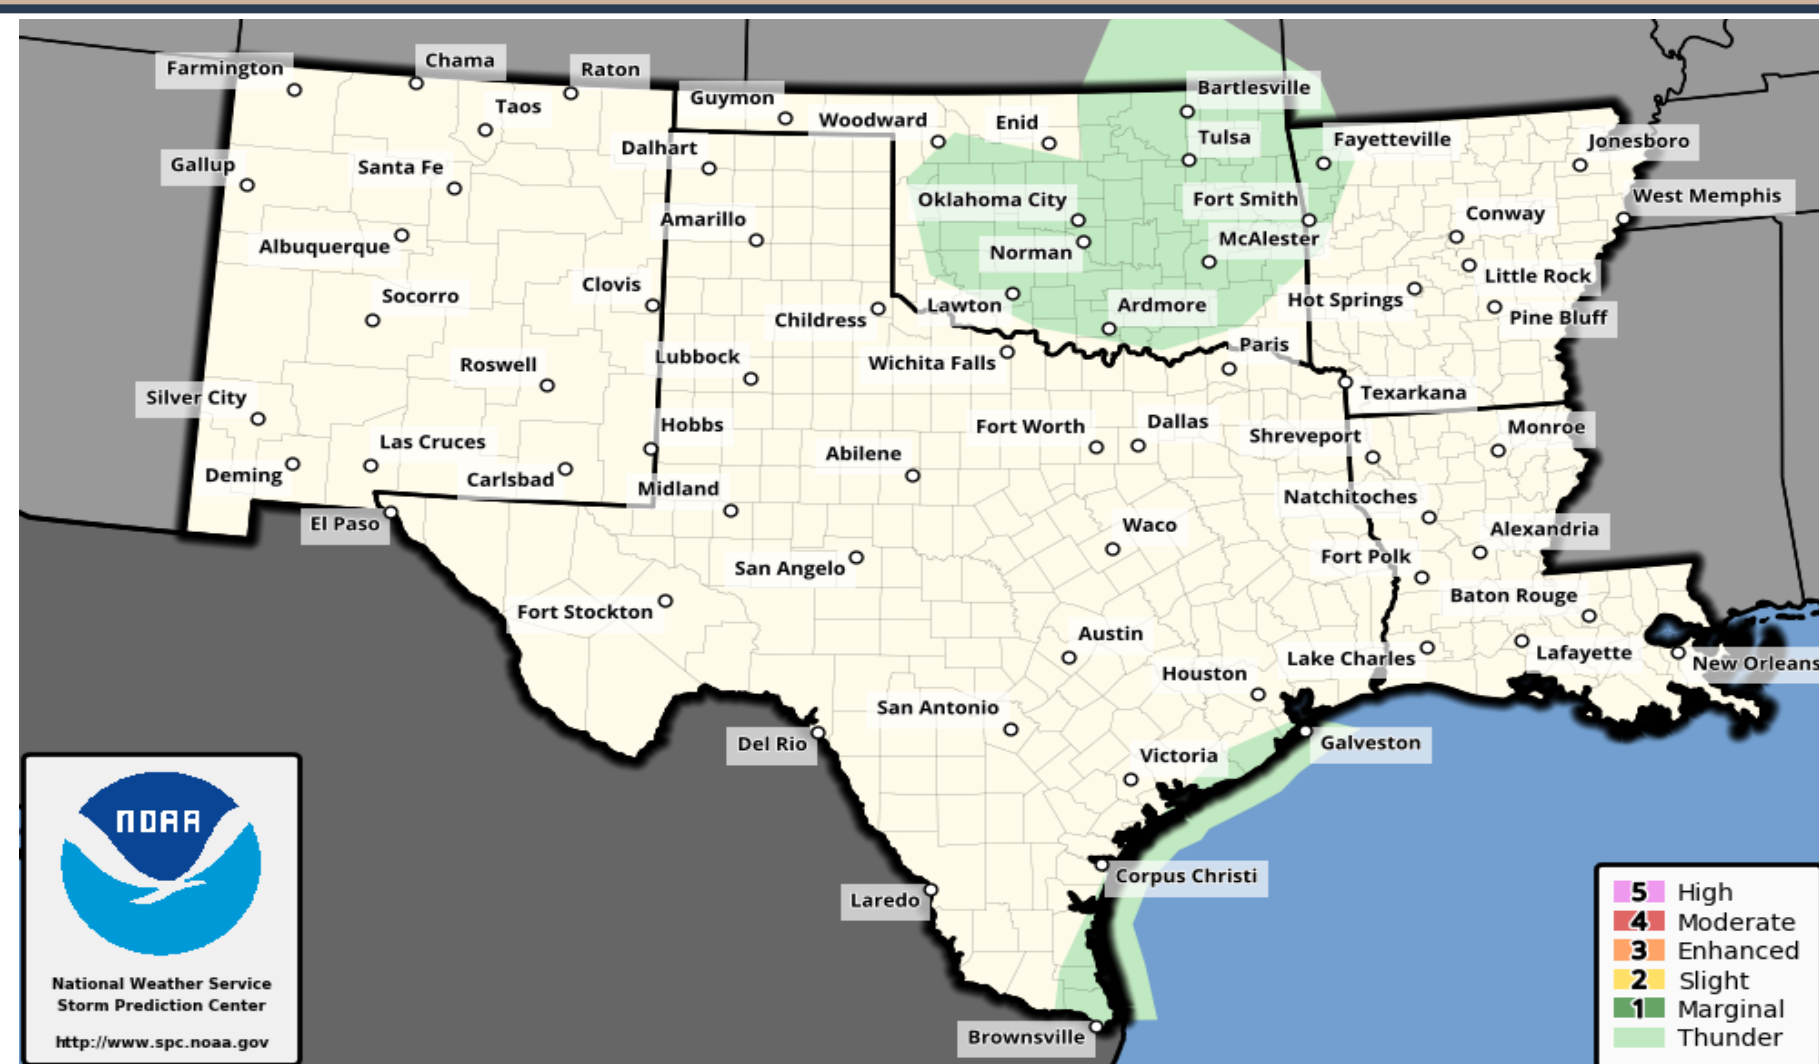 Farmington
Chama
Raton
Guymon
Bartlesville
Taos
Woodward
Enid
Tulsa
Fayetteville
Jonesboro
Gallup
Santa Fe
Dalhart
Oklahoma City
Fort Smith
West Memphis
Amarillo
Conway
Albuquerque
Norman
McAlester
Little Rock
Socorro
Clovis
Childress
Lawton
Ardmore
Hot Springs
Pine Bluff
Roswell
Lubbock
Wichita Falls
Paris
Silver City
Texarkana
Las Cruces
Hobbs
Abilene
Fort Worth
Dallas
Shreveport
Monroe
Deming
Carlsbad
Midland
Natchitoches
El Paso
Waco
Alexandria
San Angelo
Fort Polk
Fort Stockton
Baton Rouge
Austin
Lake Charles
Lafayette
New Orleans
Houston
San Antonio
Del Rio
Victoria
Galveston
Corpus Christi
Laredo
Brownsville
NOAA
National Weather Service
Storm Prediction Center
http://www.spc.noaa.gov
5 High
4 Moderate
3 Enhanced
2 Slight
1 Marginal
Thunder